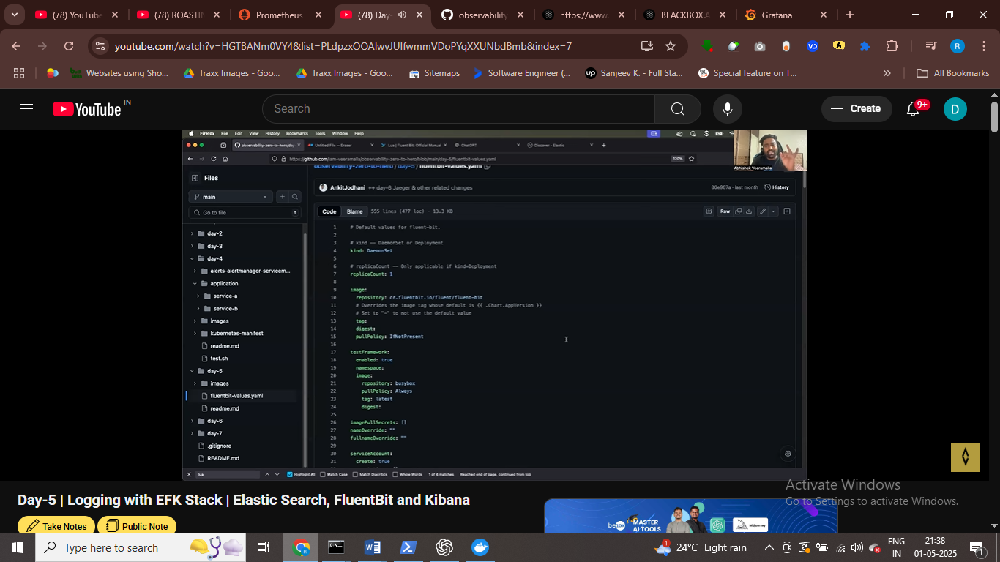 (78) YouTube
(78) ROASTIN
Prometheus
(78) Day-
observability
https://www.
BLACKBOX.A
Grafana
youtube.com/watch?v=HGTBANm0VY4&list=PLdpzxOOAlwvJUlfwmmVDoPYqXXUNbdBmb&index=7
Websites using Sho...
Traxx Images - Goo...
Traxx Images - Goo...
Sitemaps
Software Engineer (...
Sanjeev K. - Full Sta...
Special feature on T...
»
All Bookmarks
YouTube IN
Search
Create
9+
D
Firefox File Edit View History Bookmarks Tools Window Help
observability-zero-to-hero/day
Untitled File — Eraser
Lua | Fluent Bit: Official Manual
ChatGPT
Discover - Elastic
https://github.com/iam-veeramalla/observability-zero-to-hero/blob/main/day-5/fluentbit-values.yaml
120%
Abhishek Veeramalla
Files
observability-zero-to-hero / day-5 / fluentbit-values.yaml
main
AnkitJodhani ++ day-6 Jaeger & other related changes
86e987a · last month
History
Go to file
t
Code
Blame
555 lines (477 loc) · 13.3 KB
Raw
day-2
day-3
day-4
alerts-alertmanager-servicem...
application
service-a
service-b
images
kubernetes-manifest
readme.md
test.sh
day-5
images
fluentbit-values.yaml
readme.md
day-6
day-7
.gitignore
README.md
1 # Default values for fluent-bit.
2
3 # kind -- DaemonSet or Deployment
4 kind: DaemonSet
5
6 # replicaCount -- Only applicable if kind=Deployment
7 replicaCount: 1
8
9 image:
10 repository: cr.fluentbit.io/fluent/fluent-bit
11 # Overrides the image tag whose default is {{ .Chart.AppVersion }}
12 # Set to "-" to not use the default value
13 tag:
14 digest:
15 pullPolicy: IfNotPresent
16
17 testFramework:
18 enabled: true
19 namespace:
20 image:
21 repository: busybox
22 pullPolicy: Always
23 tag: latest
24 digest:
25
26 imagePullSecrets: []
27 nameOverride: ""
28 fullnameOverride: ""
29
30 serviceAccount:
31 create: true
lua
Highlight All
Match Case
Match Diacritics
Whole Words
1 of 4 matches
Reached end of page, continued from top
Day-5 | Logging with EFK Stack | Elastic Search, FluentBit and Kibana
Take Notes
Public Note
be10x
MASTER
AI TOOLS
Midjourney
Activate Windows
Go to Settings to activate Windows.
Type here to search
1
24°C Light rain
ENG
IN
21:38
01-05-2025
1